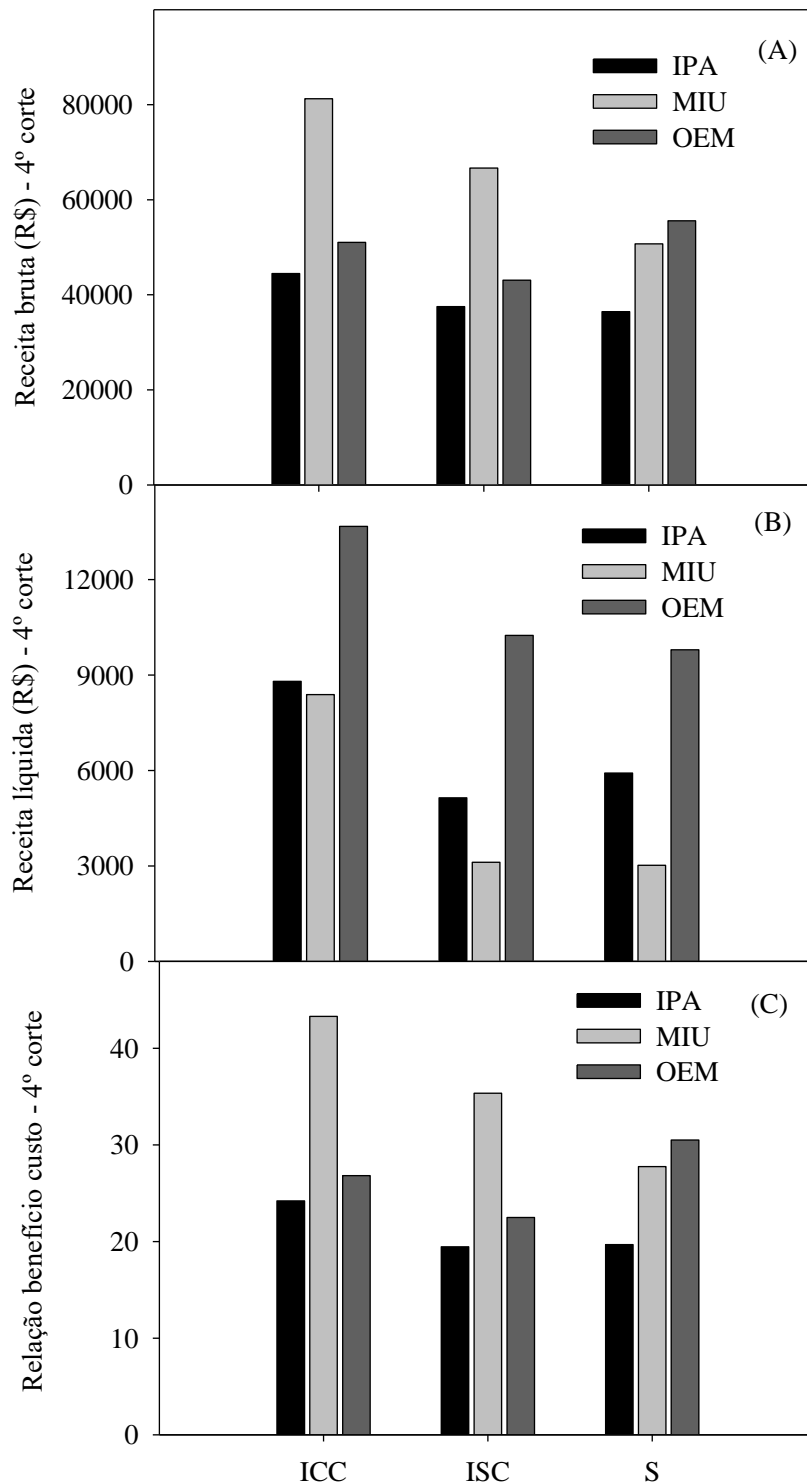 (A)
IPA
MIU
OEM
Receita bruta (R$) - 4º corte
80000
60000
40000
20000
0
(B)
IPA
MIU
OEM
Receita líquida (R$) - 4º corte
12000
9000
6000
3000
0
(C)
IPA
MIU
OEM
Relação benefício custo - 4º corte
40
30
20
10
0
ICC ISC S